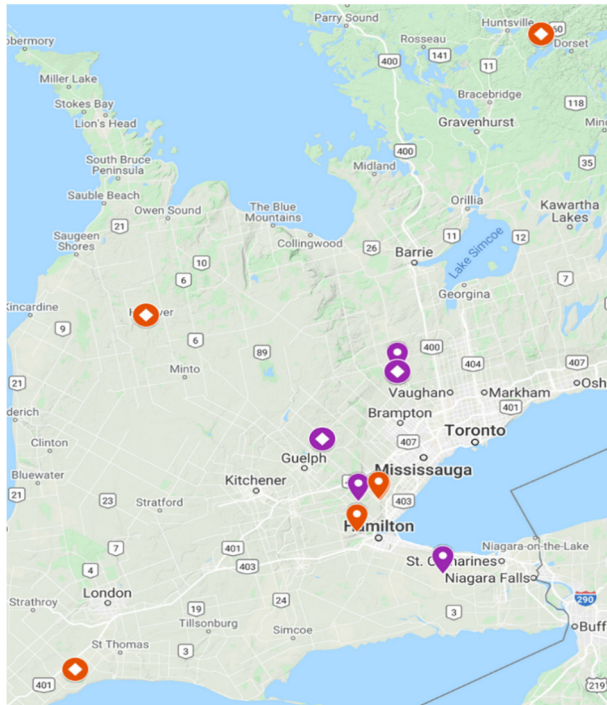 Parry Sound
Huntsville
60
Rosseau
141
Dorset
obermory
400
11
Miller Lake
Bracebridge
118
Stokes Bay
Lion's Head
Gravenhurst
400
South Bruce
Peninsula
Midland
35
Sauble Beach
The Blue
Mountains
Orillia
Kawartha
Lakes
Owen Sound
21
Saugeen
Shores
Collingwood
26
11
12
Barrie
Lake Simcoe
10
6
7
Georgina
Kincardine
9
6
89
400
404
407
Minto
Osh
21
Vaughan
Markham
401
Brampton
Toronto
Clinton
407
Guelph
Mississauga
Bluewater
Kitchener
21
23
403
Stratford
Hamilton
7
401
403
Niagara-on-the-Lake
4
St. Catharines
Niagara Falls
London
24
290
Strathroy
19
3
Tillsonburg
Buff
St Thomas
Simcoe
3
401
219